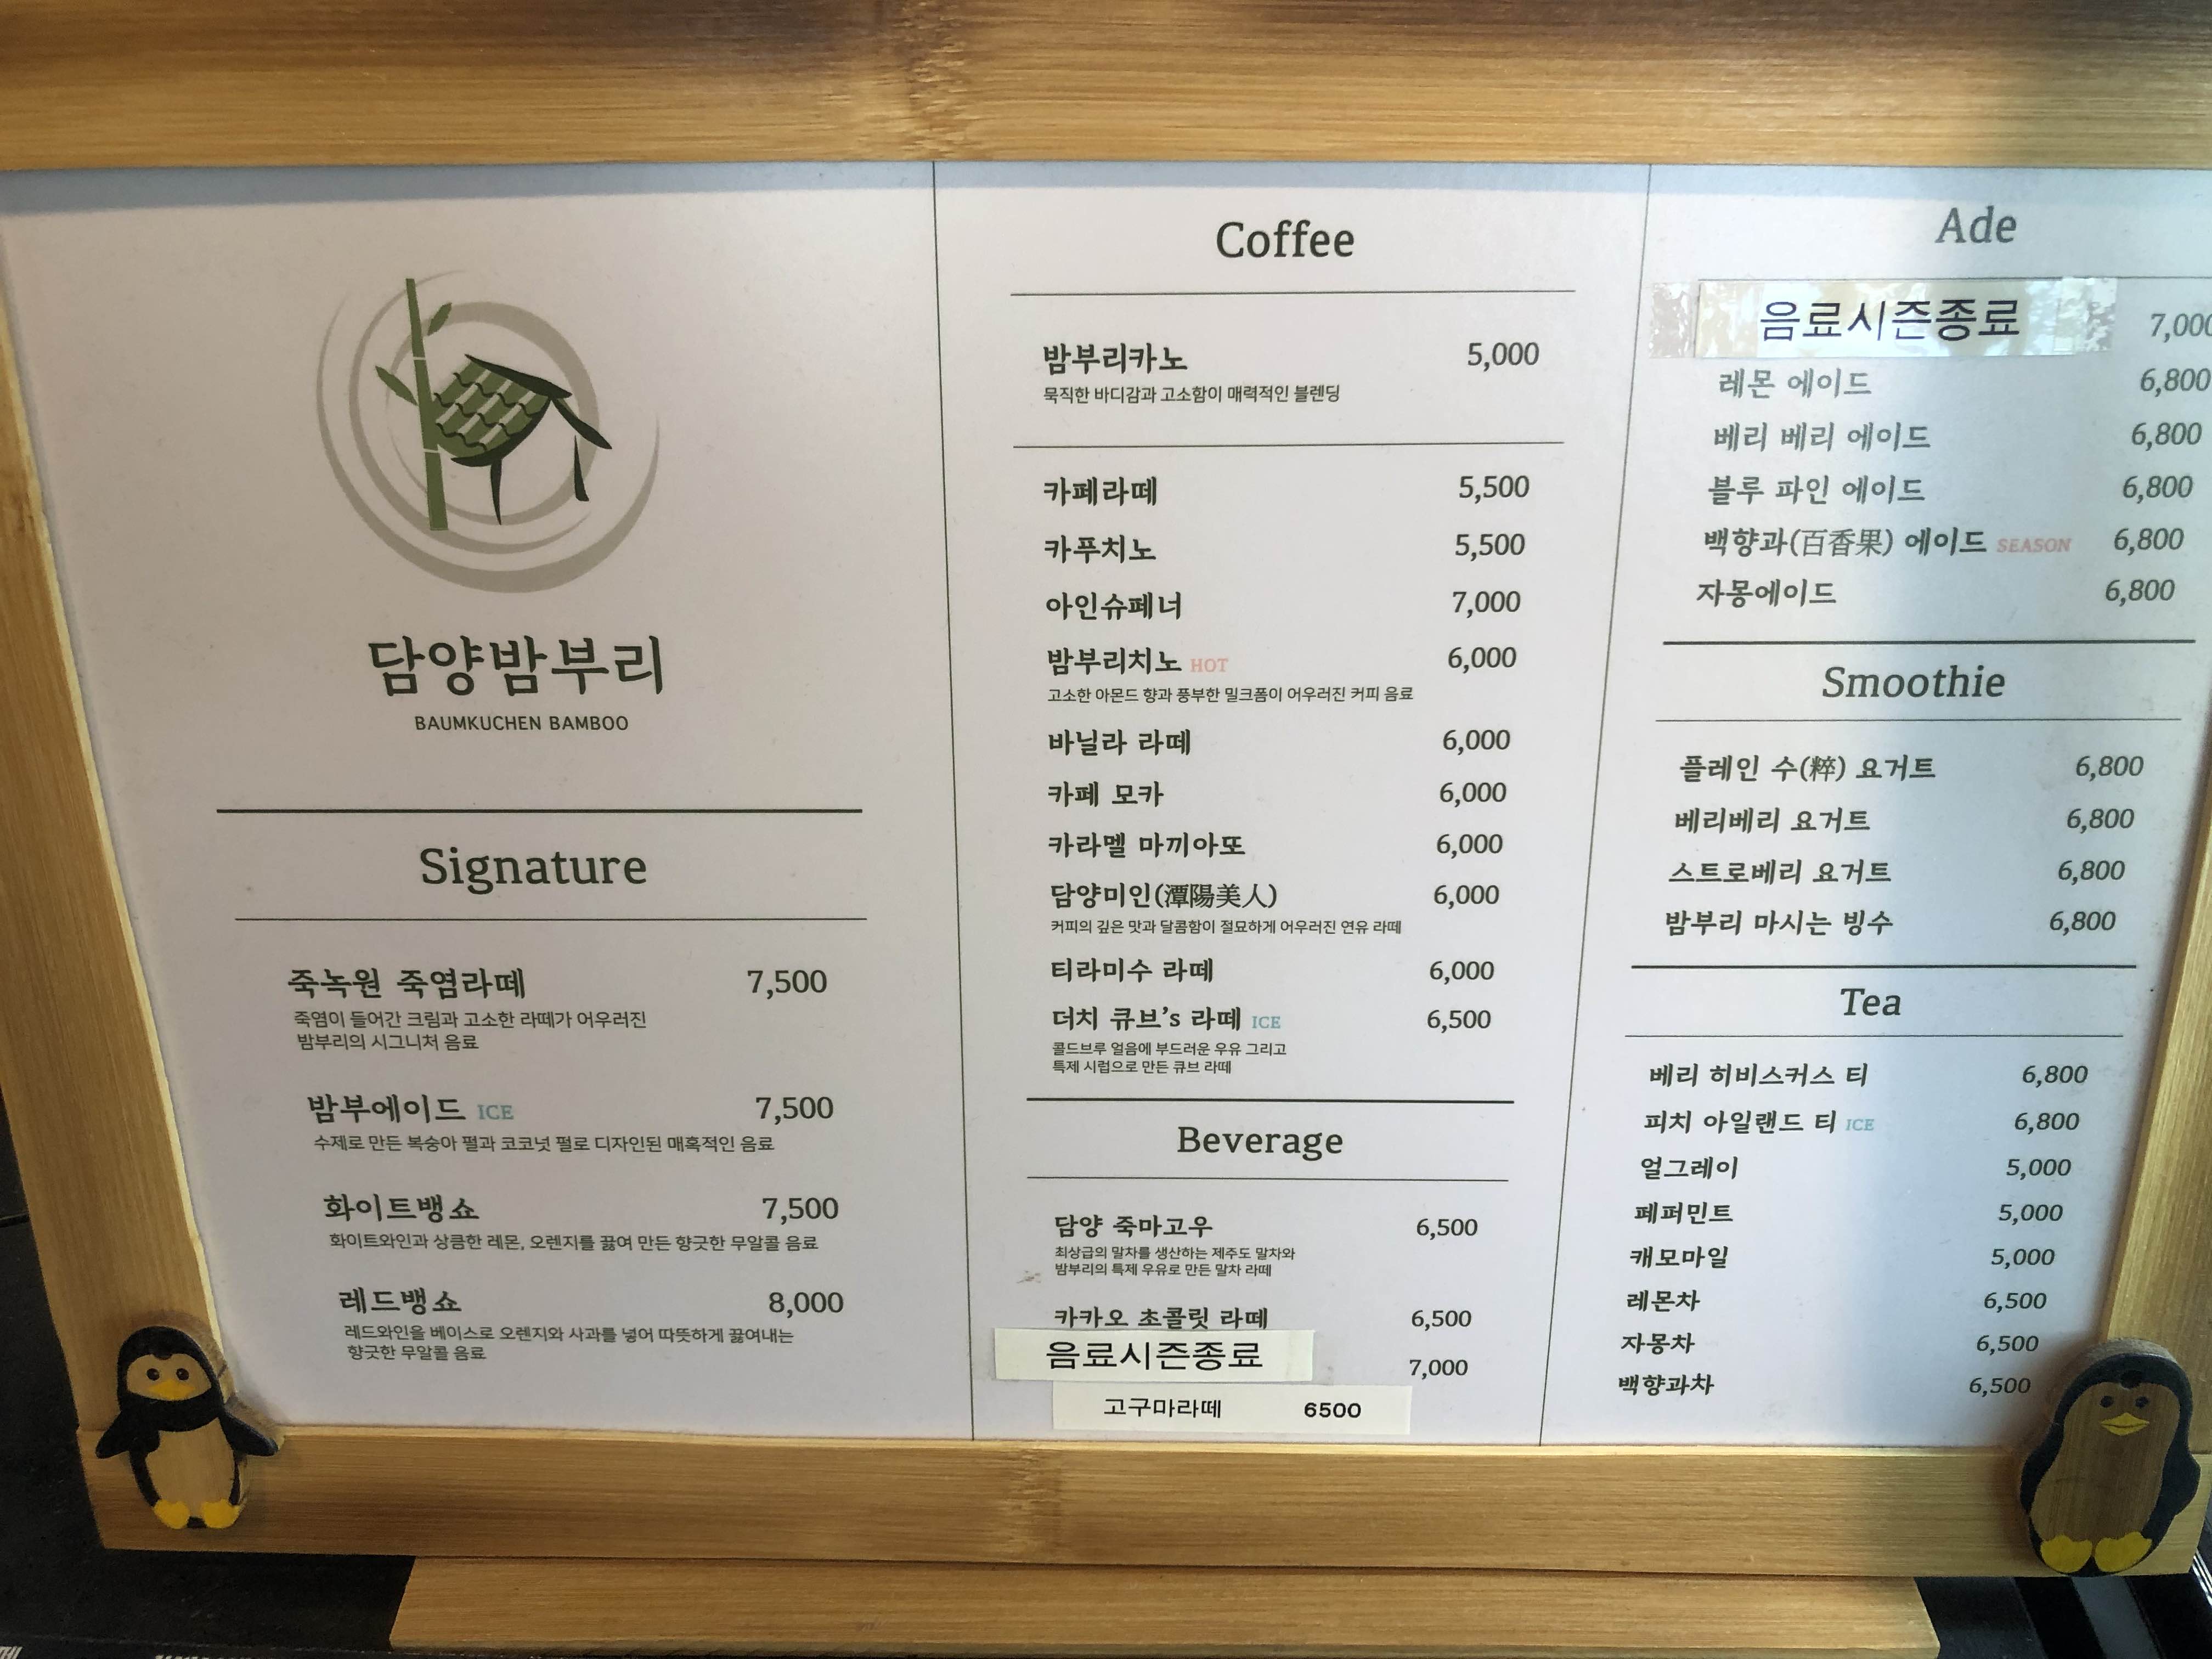 담양밤부리
BAUMKUCHEN BAMBOO
Signature
죽녹원 죽염라떼 7,500
죽염이 들어간 크림과 고소한 라떼가 어우러진
밤부리의 시그니처 음료
밤부에이드 ICE 7,500
수제로 만든 복숭아 펄과 코코넛 펄로 디자인된 매혹적인 음료
화이트뱅쇼 7,500
화이트와인과 상큼한 레몬, 오렌지를 끓여 만든 향긋한 무알콜 음료
레드뱅쇼 8,000
레드와인을 베이스로 오렌지와 사과를 넣어 따뜻하게 끓여내는
향긋한 무알콜 음료
Coffee
밤부리카노 5,000
묵직한 바디감과 고소함이 매력적인 블렌딩
카페라떼 5,500
카푸치노 5,500
아인슈페너 7,000
밤부리치노 HOT 6,000
고소한 아몬드 향과 풍부한 밀크폼이 어우러진 커피 음료
바닐라 라떼 6,000
카페 모카 6,000
카라멜 마끼아또 6,000
담양미인(潭陽美人) 6,000
커피의 깊은 맛과 달콤함이 절묘하게 어우러진 연유 라떼
티라미수 라떼 6,000
더치 큐브's 라떼 ICE 6,500
콜드브루 얼음에 부드러운 우유 그리고
특제 시럽으로 만든 큐브 라떼
Beverage
담양 죽마고우 6,500
최상급의 말차를 생산하는 제주도 말차와
밤부리의 특제 우유로 만든 말차 라떼
카카오 초콜릿 라떼 6,500
음료시즌종료 7,000
고구마라떼 6500
Ade
음료시즌종료 7,000
레몬 에이드 6,800
베리 베리 에이드 6,800
블루 파인 에이드 6,800
백향과(百香果) 에이드 SEASON 6,800
자몽에이드 6,800
Smoothie
플레인 수(粹) 요거트 6,800
베리베리 요거트 6,800
스트로베리 요거트 6,800
밤부리 마시는 빙수 6,800
Tea
베리 히비스커스 티 6,800
피치 아일랜드 티 ICE 6,800
얼그레이 5,000
페퍼민트 5,000
캐모마일 5,000
레몬차 6,500
자몽차 6,500
백향과차 6,500